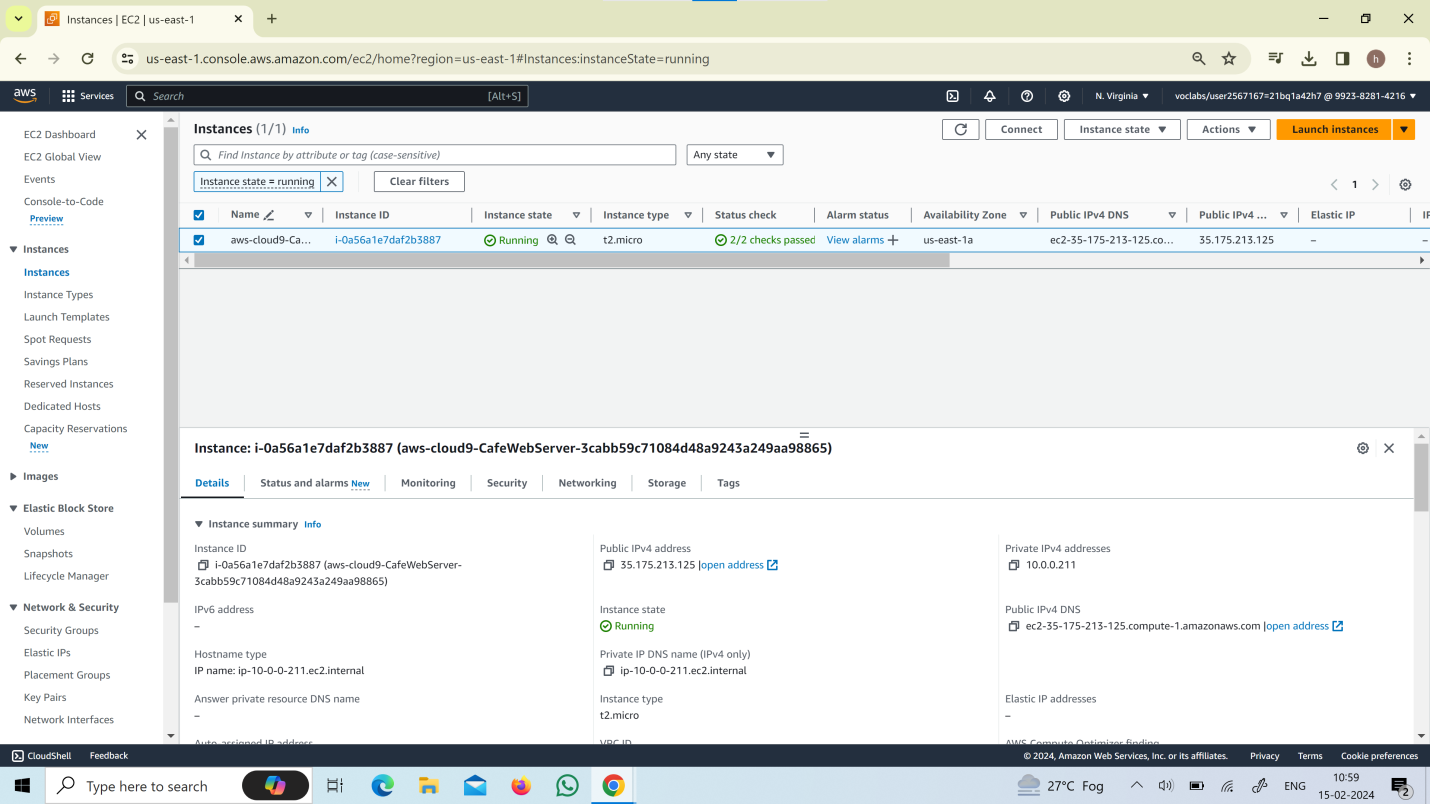 Instances | EC2 | us-east-1
us-east-1.console.aws.amazon.com/ec2/home?region=us-east-1#Instances:instanceState=running
h
aws Services Search [Alt+S] N. Virginia voclabs/user2567167=21bq1a42h7 @ 9923-8281-4216
EC2 Dashboard
EC2 Global View
Events
Console-to-Code
Preview
Instances
Instances
Instance Types
Launch Templates
Spot Requests
Savings Plans
Reserved Instances
Dedicated Hosts
Capacity Reservations
New
Images
Elastic Block Store
Volumes
Snapshots
Lifecycle Manager
Network & Security
Security Groups
Elastic IPs
Placement Groups
Key Pairs
Network Interfaces
Instances (1/1) Info
Connect Instance state Actions Launch instances
Find Instance by attribute or tag (case-sensitive) Any state
Instance state = running Clear filters 1
Name Instance ID Instance state Instance type Status check Alarm status Availability Zone Public IPv4 DNS Public IPv4 ... Elastic IP IP
aws-cloud9-Ca... i-0a56a1e7daf2b3887 Running t2.micro 2/2 checks passed View alarms + us-east-1a ec2-35-175-213-125.co... 35.175.213.125 – –
Instance: i-0a56a1e7daf2b3887 (aws-cloud9-CafeWebServer-3cabb59c71084d48a9243a249aa98865)
Details Status and alarms New Monitoring Security Networking Storage Tags
Instance summary Info
Instance ID
i-0a56a1e7daf2b3887 (aws-cloud9-CafeWebServer-
3cabb59c71084d48a9243a249aa98865)
Public IPv4 address
35.175.213.125 |open address
Private IPv4 addresses
10.0.0.211
IPv6 address
–
Instance state
Running
Public IPv4 DNS
ec2-35-175-213-125.compute-1.amazonaws.com |open address
Hostname type
IP name: ip-10-0-0-211.ec2.internal
Private IP DNS name (IPv4 only)
ip-10-0-0-211.ec2.internal
Answer private resource DNS name
–
Instance type
t2.micro
Elastic IP addresses
–
Auto-assigned IP address
VPC ID
AWS Compute Optimizer finding
CloudShell Feedback © 2024, Amazon Web Services, Inc. or its affiliates. Privacy Terms Cookie preferences
Type here to search 27°C Fog ENG
10:59
15-02-2024
2